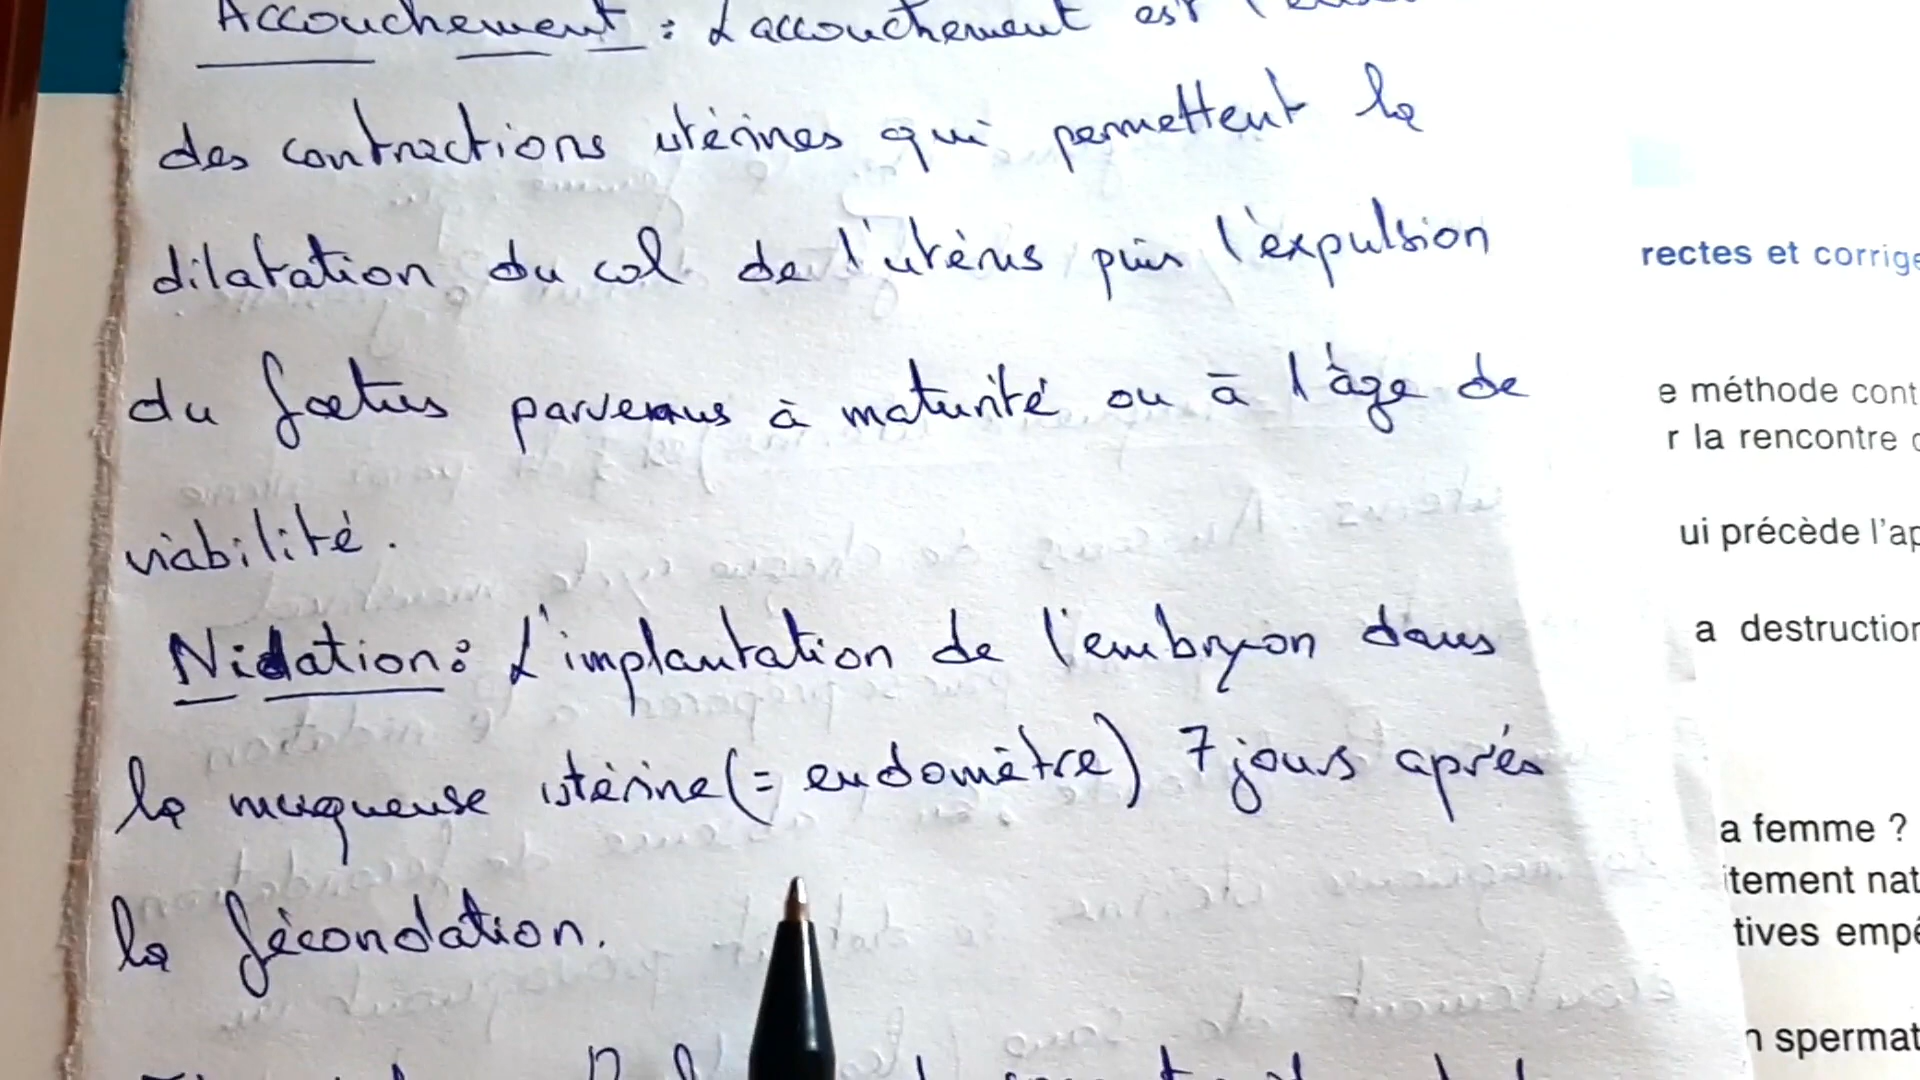 Accouchement : L'accouchement est
des contractions utérines qui permettent la
dilatation du col de l'utérus puis l'expulsion
du fœtus parvenus à maturité ou à l'âge de
viabilité.
Nidation : L'implantation de l'embryon dans
la muqueuse utérine (= endomètre) 7 jours après
la fécondation.
rectes et corrige
e méthode cont
r la rencontre
ui précède l'ap
a destruction
a femme ?
itement nat
tives empê
n spermat